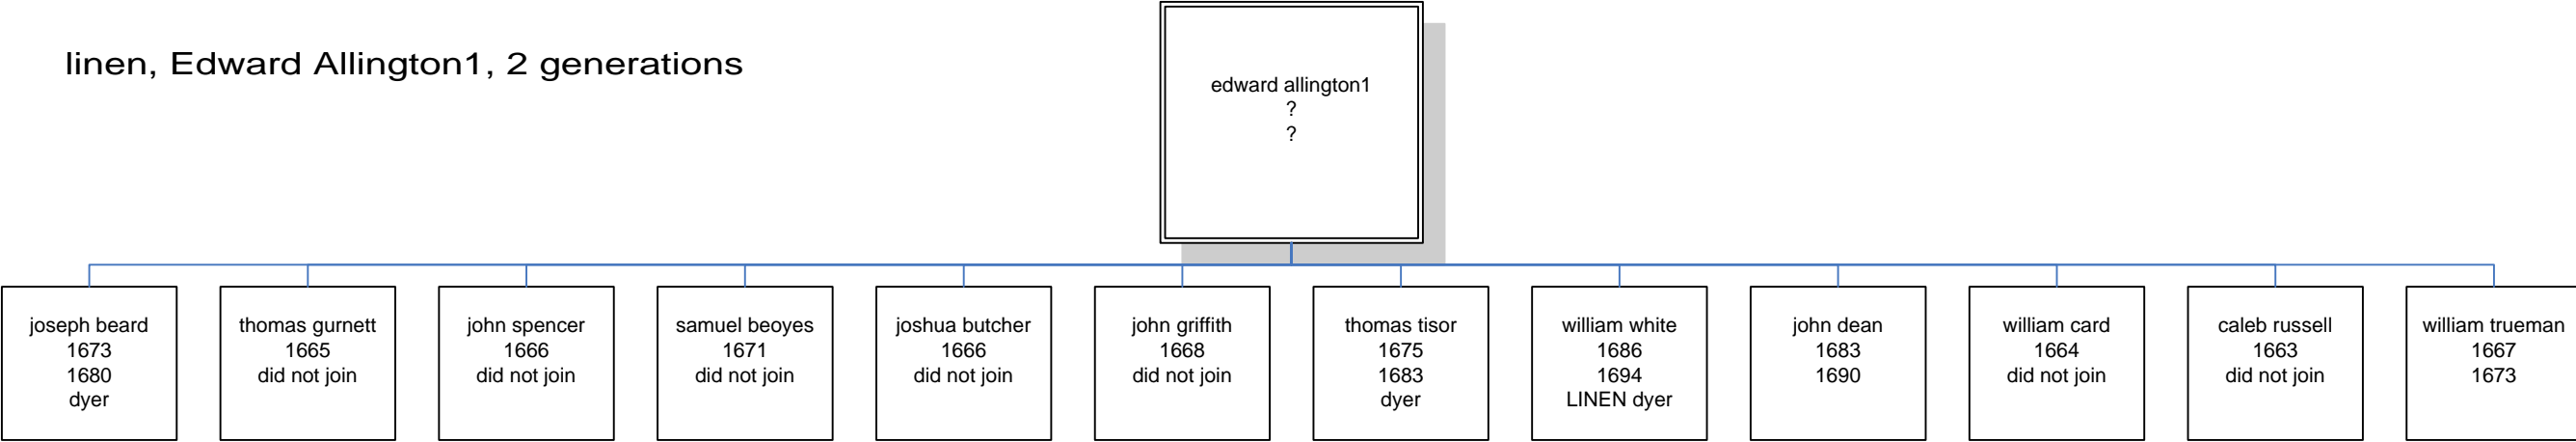 linen, Edward Allington1, 2 generations
edward allington1
?
?
joseph beard
1673
1680
dyer
thomas gurnett
1665
did not join
john spencer
1666
did not join
samuel beoyes
1671
did not join
joshua butcher
1666
did not join
john griffith
1668
did not join
thomas tisor
1675
1683
dyer
william white
1686
1694
LINEN dyer
john dean
1683
1690
william card
1664
did not join
caleb russell
1663
did not join
william trueman
1667
1673